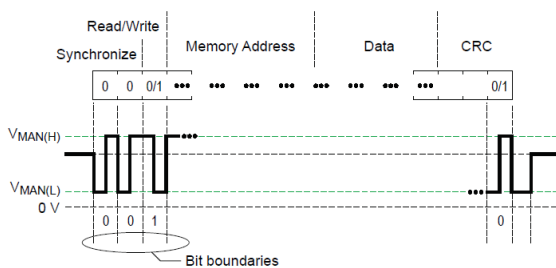 Read/Write
Synchronize
Memory Address
Data
CRC
0 0 0/1 ••• ••• ••• ••• ••• ••• ••• ••• 0/1
VMAN(H)
•••
VMAN(L)
•••
0 V
0 0 1 0
Bit boundaries